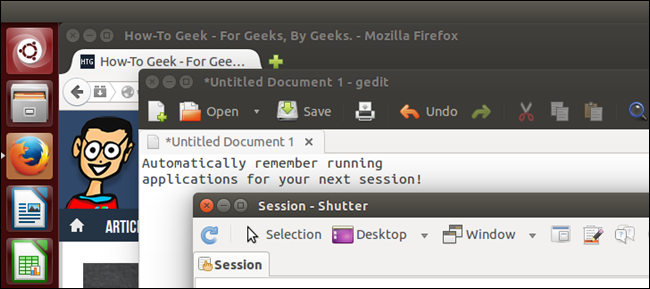 How-To Geek - For Geeks, By Geeks. - Mozilla Firefox
HTG How-To Geek - For Gee...
*Untitled Document 1 - gedit
Open Save Undo
*Untitled Document 1
Automatically remember running
applications for your next session!
ARTIC
Session - Shutter
Selection Desktop Window
Session